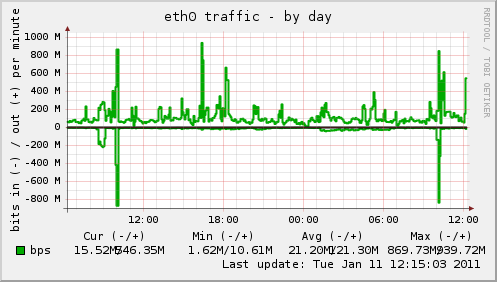 eth0 traffic - by day
RRDTOOL / TOBI OETIKER
bits in (-) / out (+) per minute
1000 M
800 M
600 M
400 M
200 M
0
-200 M
-400 M
-600 M
-800 M
12:00 18:00 00:00 06:00 12:00
Cur (-/+) Min (-/+) Avg (-/+) Max (-/+)
bps 15.52M/546.35M 1.62M/10.61M 21.20M/121.30M 869.73M/939.72M
Last update: Tue Jan 11 12:15:03 2011